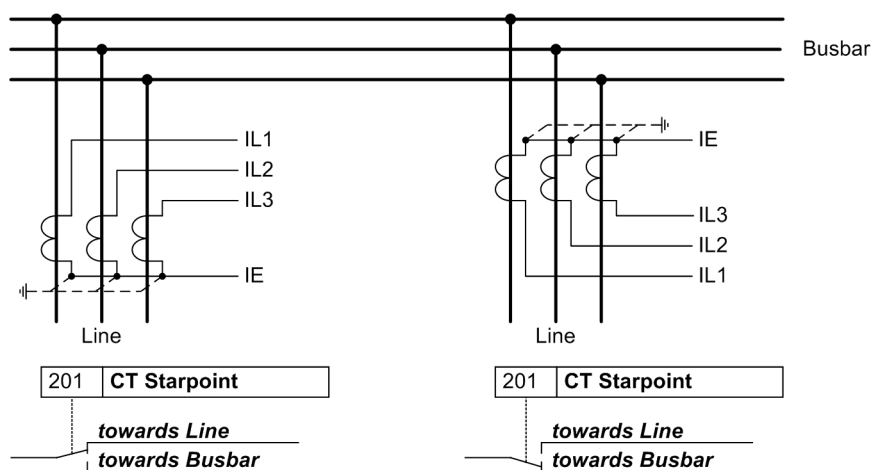 Busbar
IL1
IL2
IL3
IE
Line
201 CT Starpoint
towards Line
towards Busbar
IE
IL3
IL2
IL1
Line
201 CT Starpoint
towards Line
towards Busbar